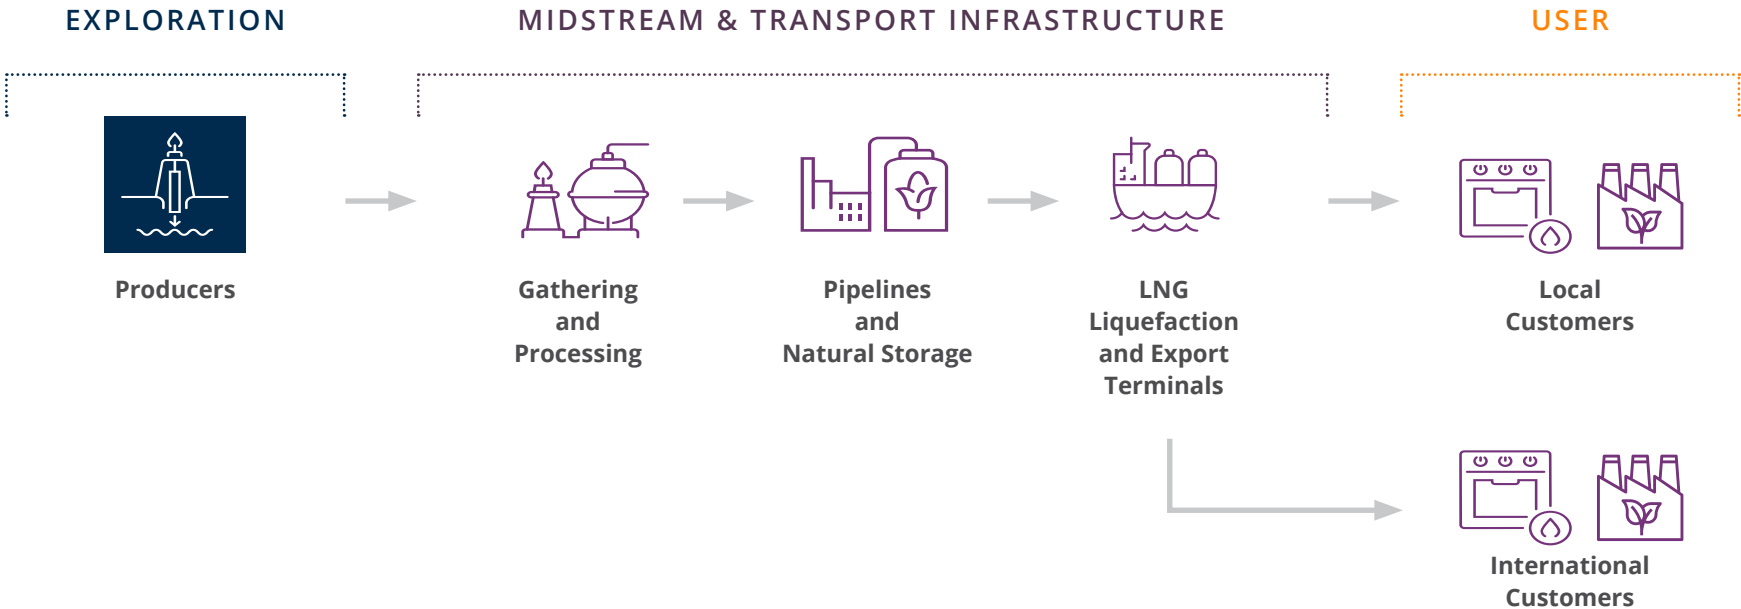 EXPLORATION
MIDSTREAM & TRANSPORT INFRASTRUCTURE
USER
Producers
Gathering
and
Processing
Pipelines
and
Natural Storage
LNG
Liquefaction
and Export
Terminals
Local
Customers
International
Customers